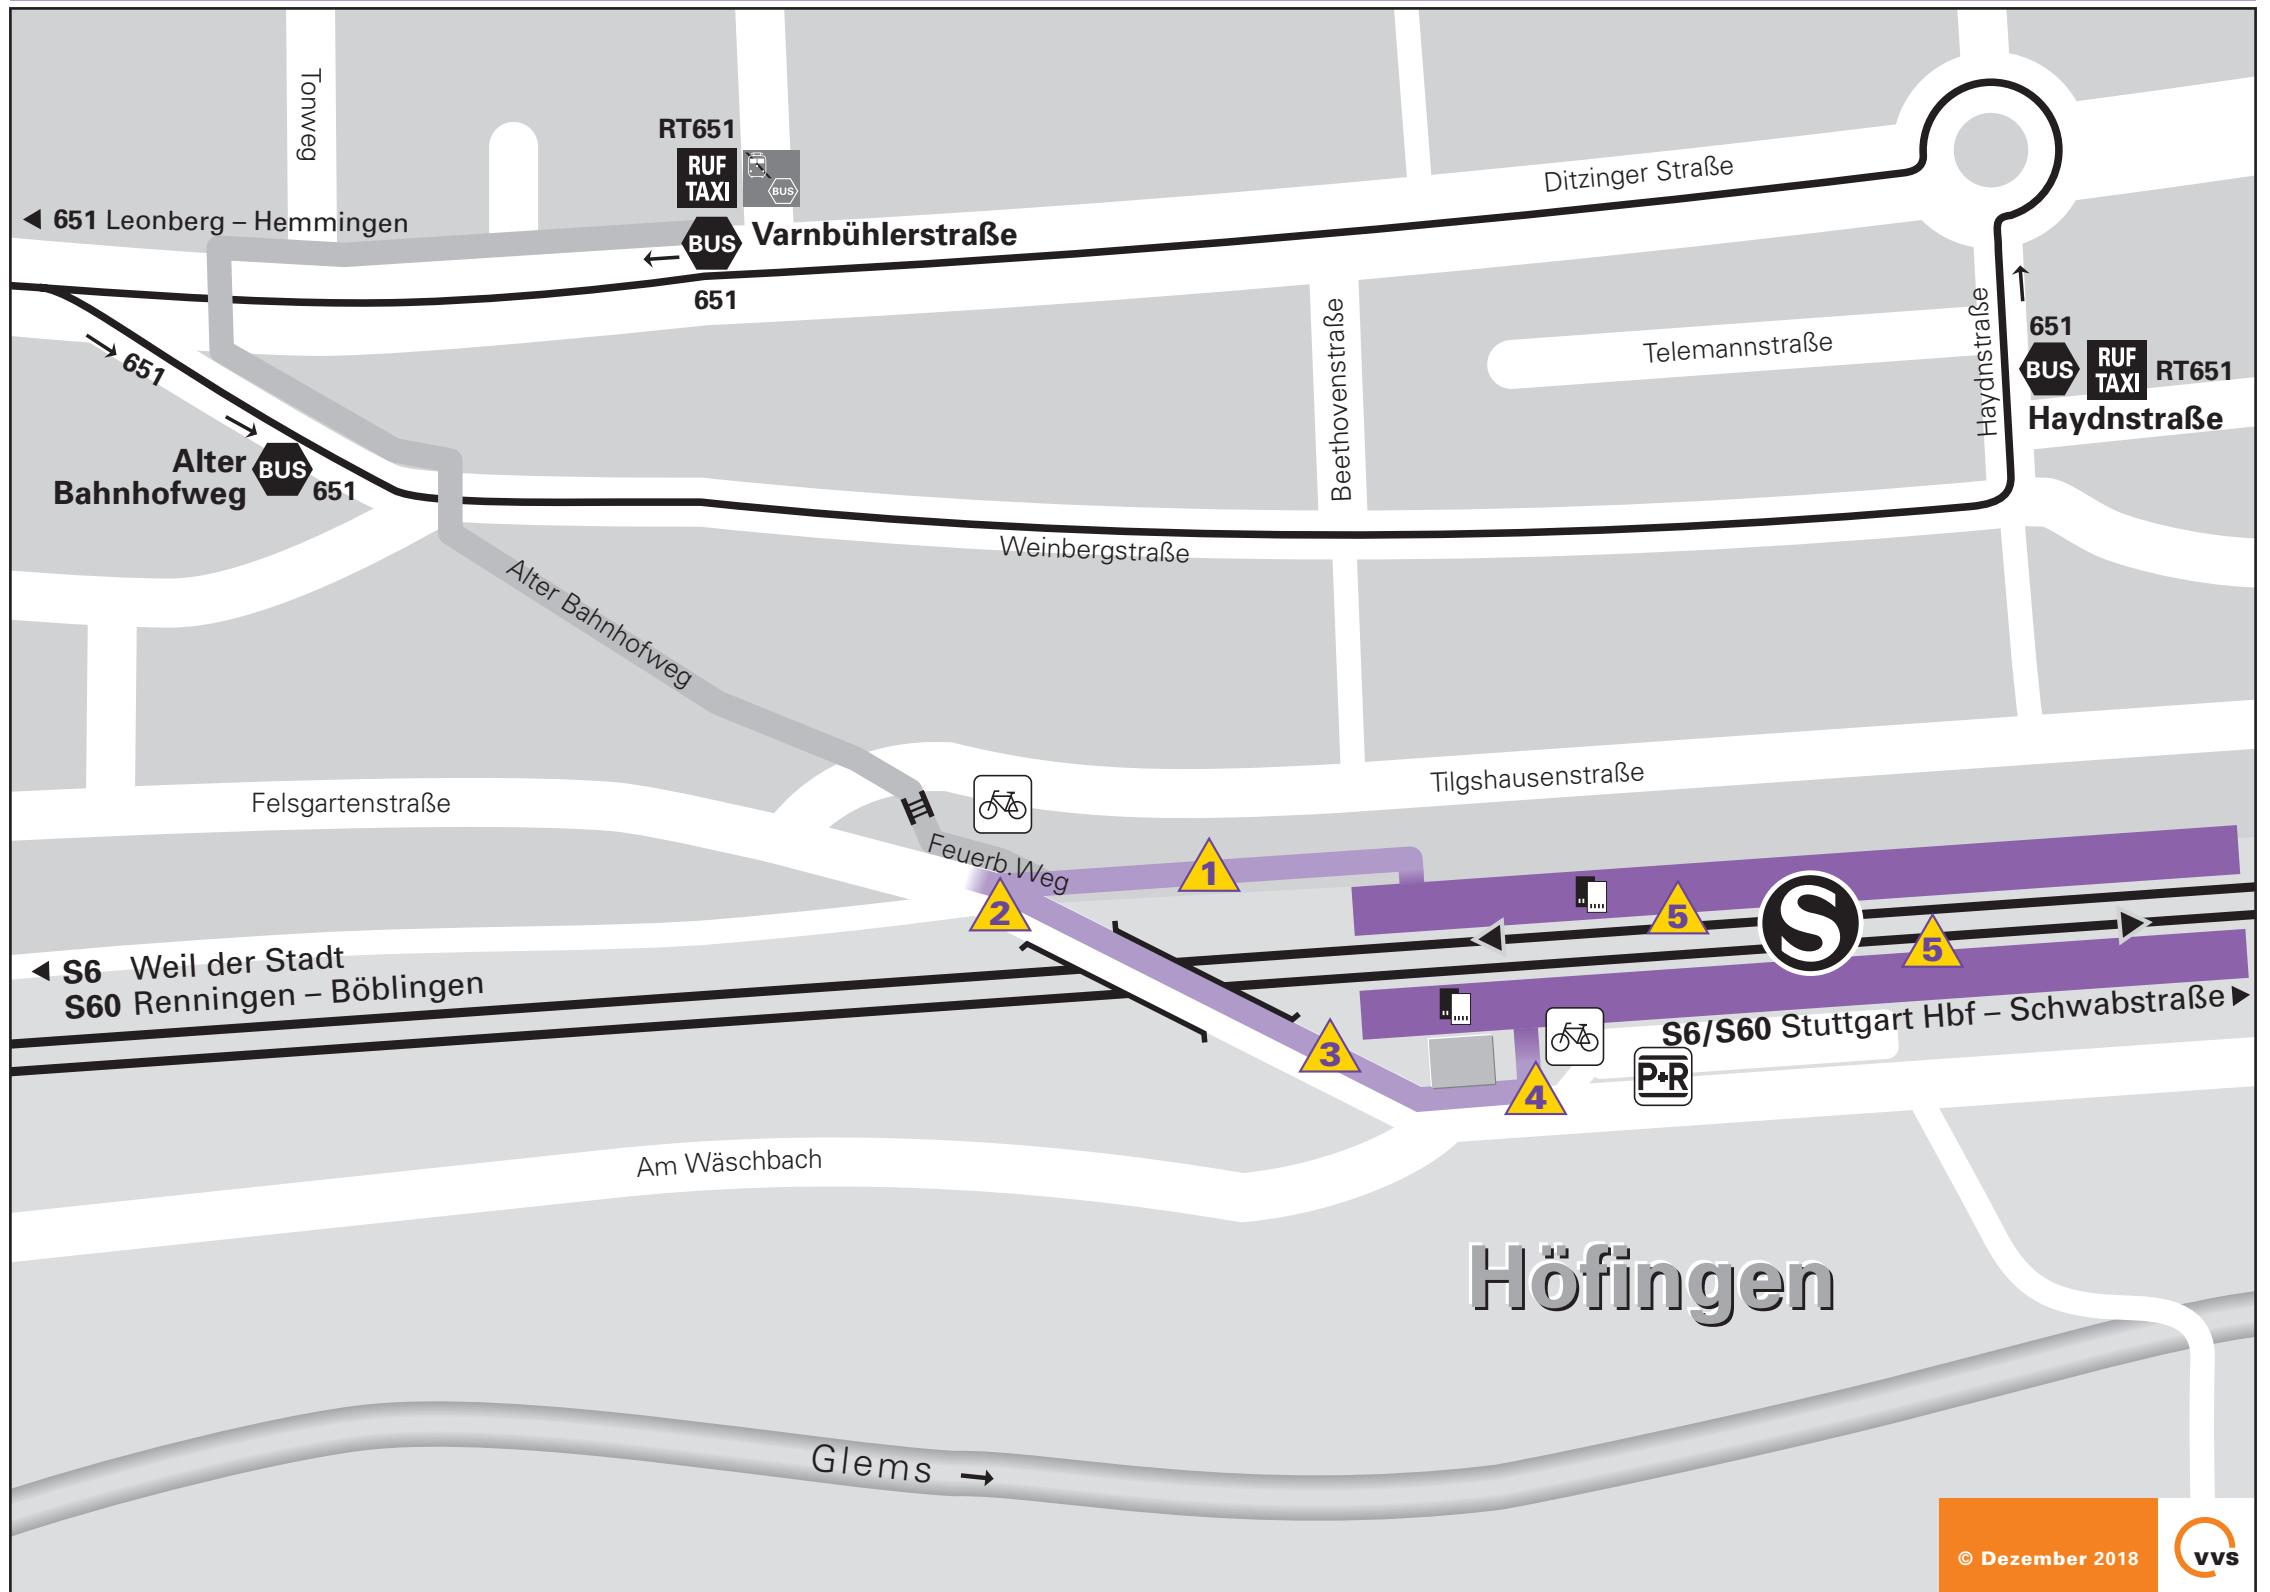 Tonweg
RT651
RUF
TAXI
BUS
Ditzinger Straße
651 Leonberg – Hemmingen
BUS
Varnbühlerstraße
651
651
Beethovenstraße
Telemannstraße
Haydnstraße
651
BUS
RUF
TAXI
RT651
Haydnstraße
Alter
Bahnhofweg
BUS
651
Weinbergstraße
Alter Bahnhofweg
Felsgartenstraße
Tilgshausenstraße
Feuerb.Weg
1
2
5
S
5
S6 Weil der Stadt
S60 Renningen – Böblingen
S6/S60 Stuttgart Hbf – Schwabstraße
3
4
P+R
Am Wäschbach
Höfingen
Glems
© Dezember 2018
vvs